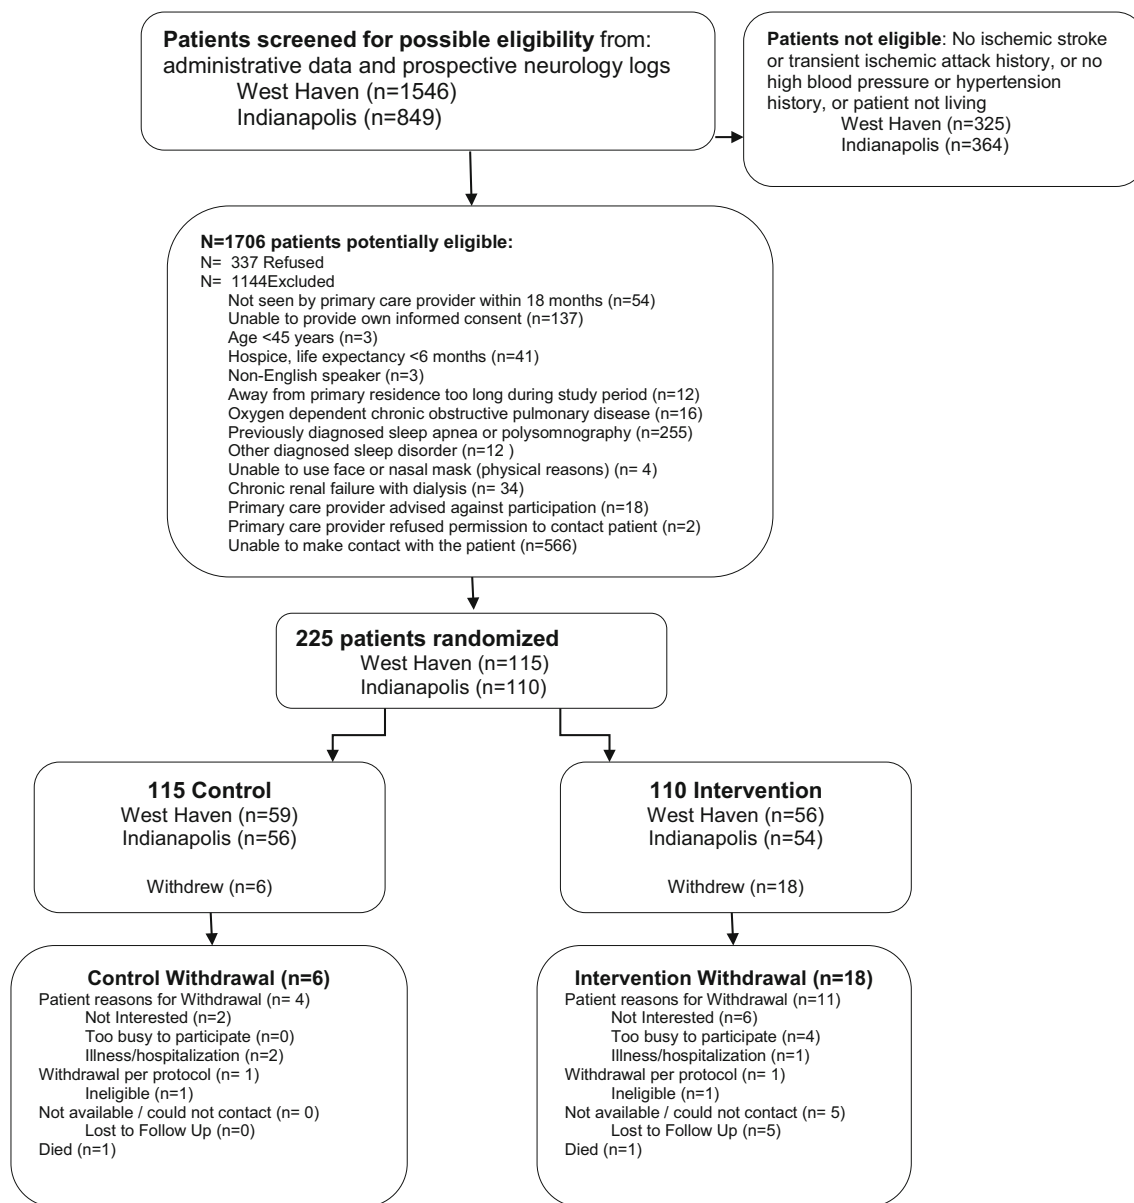 Patients screened for possible eligibility from:
administrative data and prospective neurology logs
West Haven (n=1546)
Indianapolis (n=849)
Patients not eligible: No ischemic stroke
or transient ischemic attack history, or no
high blood pressure or hypertension
history, or patient not living
West Haven (n=325)
Indianapolis (n=364)
N=1706 patients potentially eligible:
N= 337 Refused
N= 1144Excluded
Not seen by primary care provider within 18 months (n=54)
Unable to provide own informed consent (n=137)
Age <45 years (n=3)
Hospice, life expectancy <6 months (n=41)
Non-English speaker (n=3)
Away from primary residence too long during study period (n=12)
Oxygen dependent chronic obstructive pulmonary disease (n=16)
Previously diagnosed sleep apnea or polysomnography (n=255)
Other diagnosed sleep disorder (n=12 )
Unable to use face or nasal mask (physical reasons) (n= 4)
Chronic renal failure with dialysis (n= 34)
Primary care provider advised against participation (n=18)
Primary care provider refused permission to contact patient (n=2)
Unable to make contact with the patient (n=566)
225 patients randomized
West Haven (n=115)
Indianapolis (n=110)
115 Control
West Haven (n=59)
Indianapolis (n=56)
Withdrew (n=6)
110 Intervention
West Haven (n=56)
Indianapolis (n=54)
Withdrew (n=18)
Control Withdrawal (n=6)
Patient reasons for Withdrawal (n= 4)
Not Interested (n=2)
Too busy to participate (n=0)
Illness/hospitalization (n=2)
Withdrawal per protocol (n= 1)
Ineligible (n=1)
Not available / could not contact (n= 0)
Lost to Follow Up (n=0)
Died (n=1)
Intervention Withdrawal (n=18)
Patient reasons for Withdrawal (n=11)
Not Interested (n=6)
Too busy to participate (n=4)
Illness/hospitalization (n=1)
Withdrawal per protocol (n= 1)
Ineligible (n=1)
Not available / could not contact (n= 5)
Lost to Follow Up (n=5)
Died (n=1)